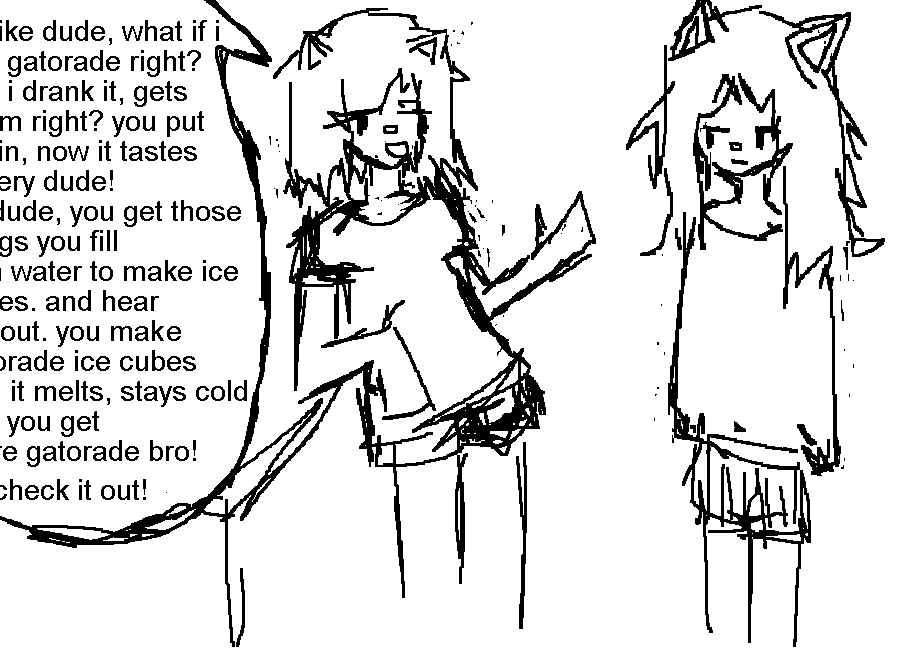 ike dude, what if i
gatorade right?
i drank it, gets
m right? you put
in, now it tastes
ery dude!
dude, you get those
gs you fill
water to make ice
es. and hear
out. you make
orade ice cubes
it melts, stays cold
you get
re gatorade bro!
check it out!